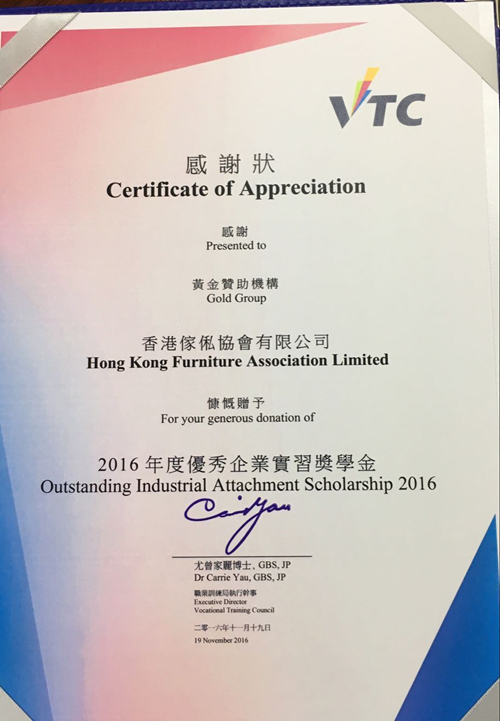 VTC
感謝狀
Certificate of Appreciation
感謝
Presented to
黃金贊助機構
Gold Group
香港傢俬協會有限公司
Hong Kong Furniture Association Limited
慷慨贈予
For your generous donation of
2016 年度優秀企業實習獎學金
Outstanding Industrial Attachment Scholarship 2016
尤曾家麗博士、GBS, JP
Dr Carrie Yau, GBS, JP
職業訓練局執行幹事
Executive Director
Vocational Training Council
二零一六年十一月十九日
19 November 2016